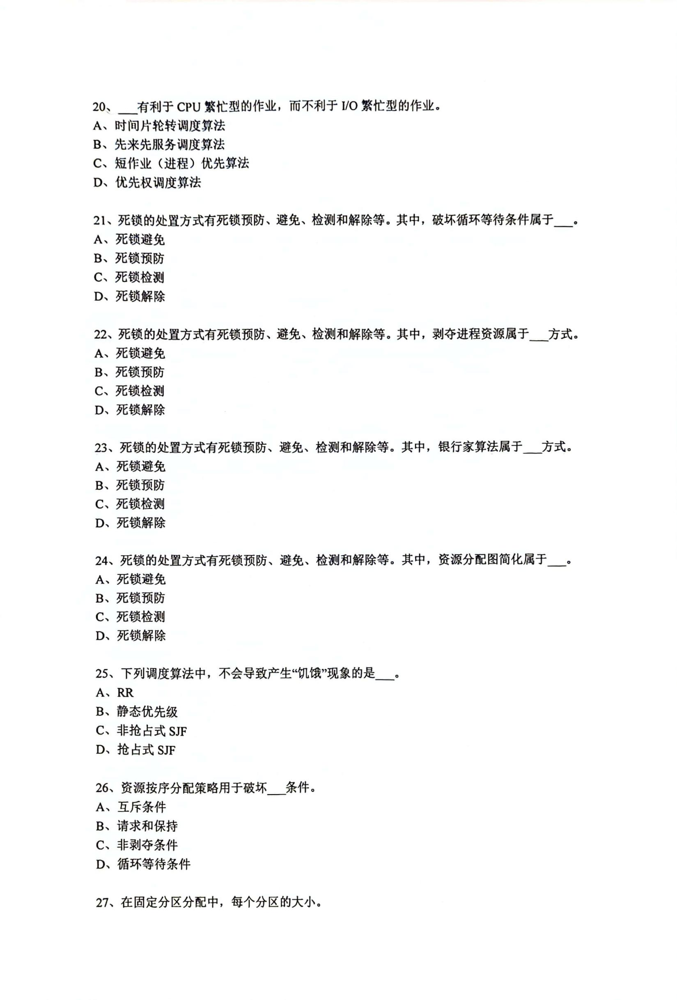 20、___有利于 CPU 繁忙型的作业，而不利于 I/O 繁忙型的作业。
A、时间片轮转调度算法
B、先来先服务调度算法
C、短作业（进程）优先算法
D、优先权调度算法
21、死锁的处置方式有死锁预防、避免、检测和解除等。其中，破坏循环等待条件属于___。
A、死锁避免
B、死锁预防
C、死锁检测
D、死锁解除
22、死锁的处置方式有死锁预防、避免、检测和解除等。其中，剥夺进程资源属于___方式。
A、死锁避免
B、死锁预防
C、死锁检测
D、死锁解除
23、死锁的处置方式有死锁预防、避免、检测和解除等。其中，银行家算法属于___方式。
A、死锁避免
B、死锁预防
C、死锁检测
D、死锁解除
24、死锁的处置方式有死锁预防、避免、检测和解除等。其中，资源分配图简化属于___。
A、死锁避免
B、死锁预防
C、死锁检测
D、死锁解除
25、下列调度算法中，不会导致产生“饥饿”现象的是___。
A、RR
B、静态优先级
C、非抢占式 SJF
D、抢占式 SJF
26、资源按序分配策略用于破坏___条件。
A、互斥条件
B、请求和保持
C、非剥夺条件
D、循环等待条件
27、在固定分区分配中，每个分区的大小。